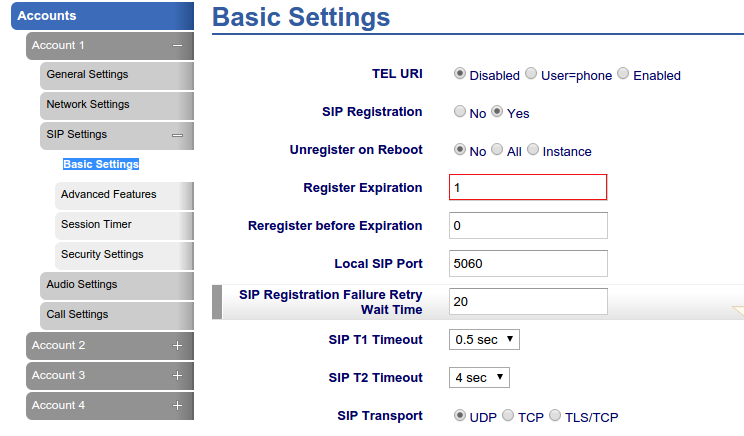 Accounts
Account 1
General Settings
Network Settings
SIP Settings
Basic Settings
Advanced Features
Session Timer
Security Settings
Audio Settings
Call Settings
Account 2
Account 3
Account 4
Basic Settings
TEL URI Disabled User=phone Enabled
SIP Registration No Yes
Unregister on Reboot No All Instance
Register Expiration 1
Reregister before Expiration 0
Local SIP Port 5060
SIP Registration Failure Retry
Wait Time 20
SIP T1 Timeout 0.5 sec
SIP T2 Timeout 4 sec
SIP Transport UDP TCP TLS/TCP